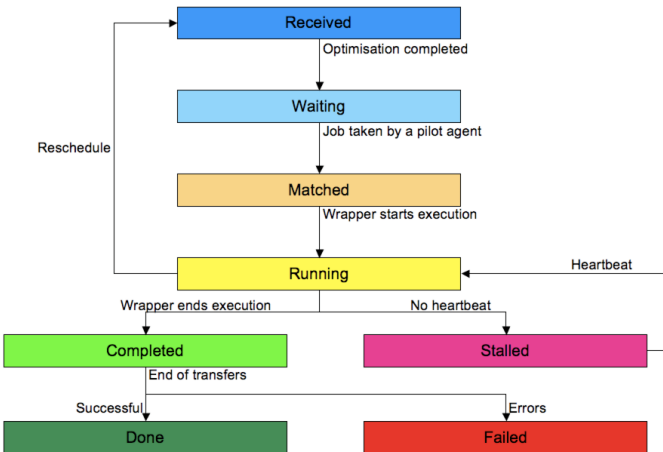 Received
Optimisation completed
Waiting
Job taken by a pilot agent
Reschedule
Matched
Wrapper starts execution
Heartbeat
Running
Wrapper ends execution
No heartbeat
Completed
Stalled
End of transfers
Successful
Errors
Done
Failed